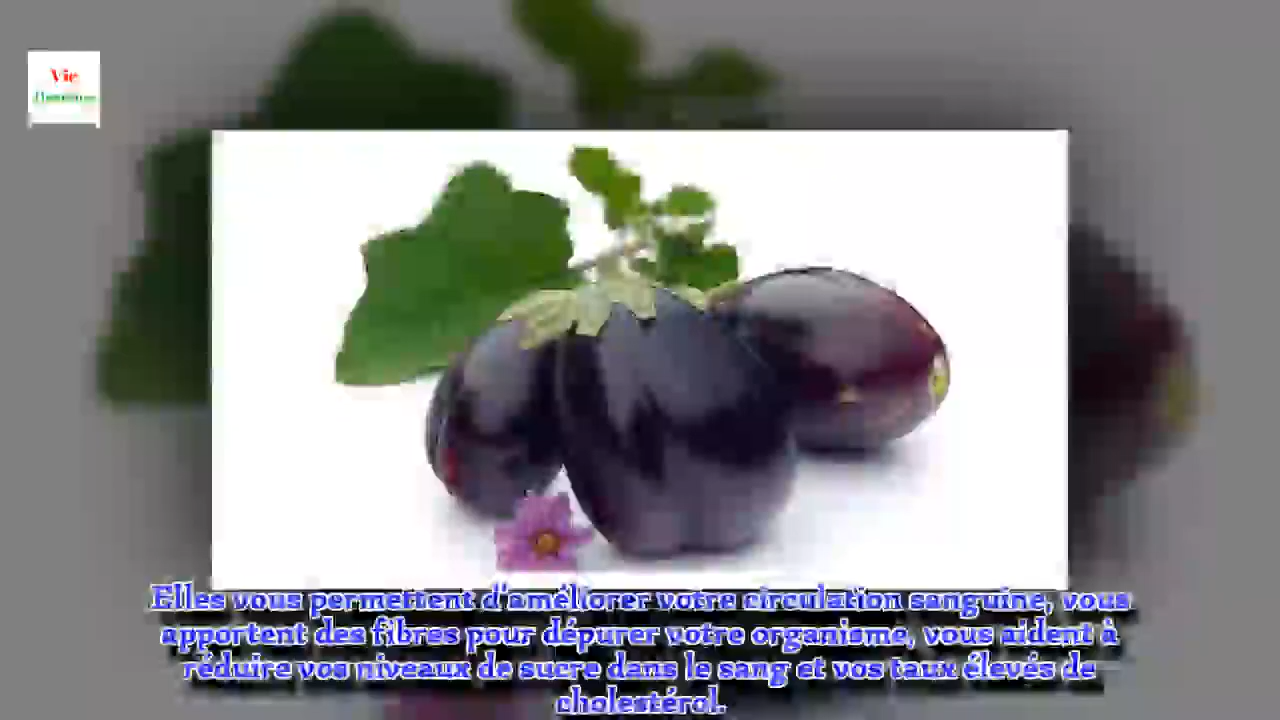 Vie
Elles vous permettent d'améliorer votre circulation sanguine, vous
apportent des fibres pour dépurer votre organisme, vous aident à
réduire vos niveaux de sucre dans le sang et vos taux élevés de
cholestérol.